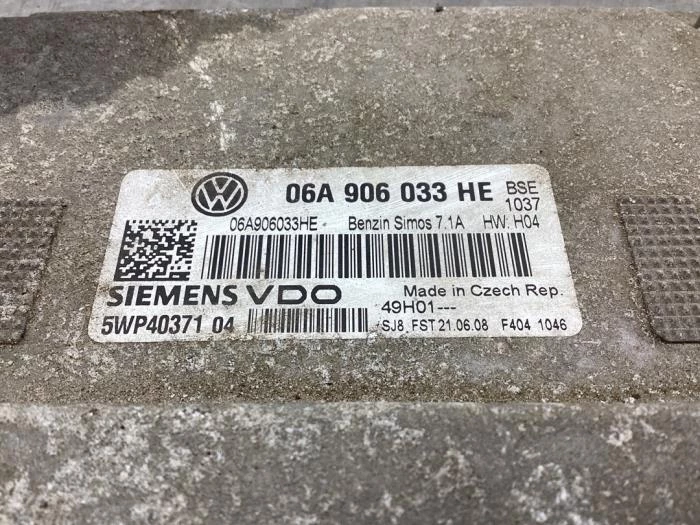 06A 906 033 HE BSE
1037
06A906033HE Benzin Simos 7.1A HW: H04
SIEMENS VDO Made in Czech Rep.
49H01---
5WP40371 04 SJ8 FST 21.06.08 F404 1046